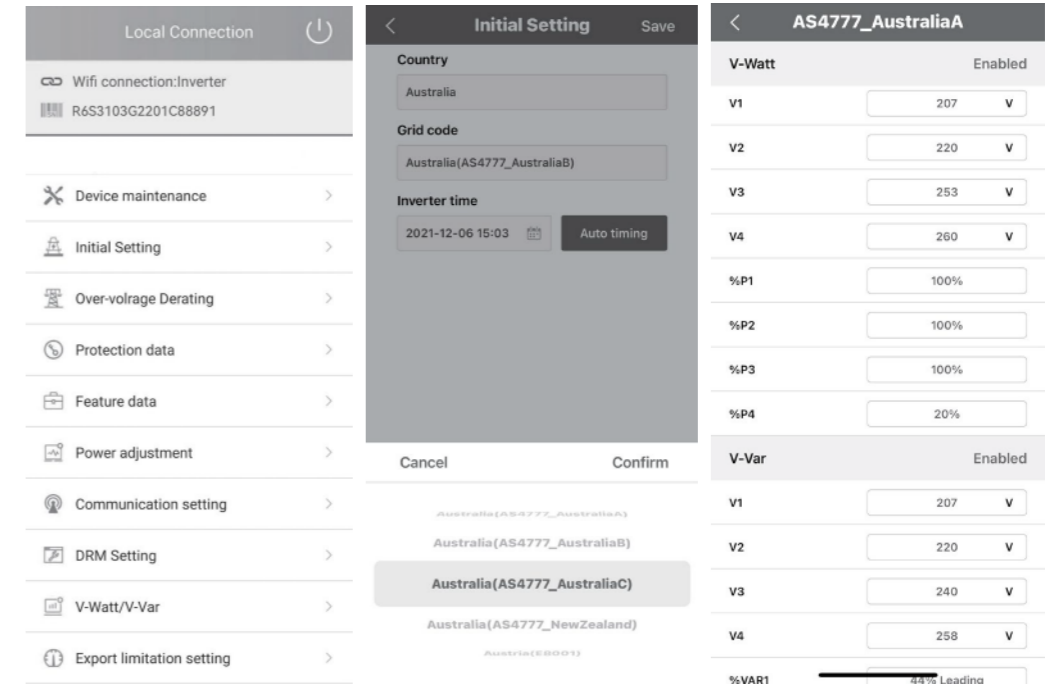 Local Connection
Wifi connection:Inverter
R6S3103G2201C88891
Device maintenance
Initial Setting
Over-volrage Derating
Protection data
Feature data
Power adjustment
Communication setting
DRM Setting
V-Watt/V-Var
Export limitation setting
Initial Setting Save
Country
Australia
Grid code
Australia(AS4777_AustraliaB)
Inverter time
2021-12-06 15:03 Auto timing
Cancel Confirm
Australia(AS4777_AustraliaA)
Australia(AS4777_AustraliaB)
Australia(AS4777_AustraliaC)
Australia(AS4777_NewZealand)
Austria(E8001)
AS4777_AustraliaA
V-Watt Enabled
V1 207 V
V2 220 V
V3 253 V
V4 260 V
%P1 100%
%P2 100%
%P3 100%
%P4 20%
V-Var Enabled
V1 207 V
V2 220 V
V3 240 V
V4 258 V
%VAR1 44% Leading